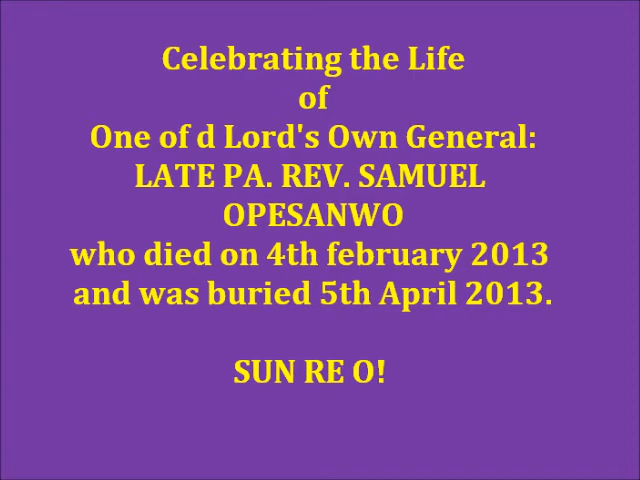 Celebrating the Life
of
One of d Lord's Own General:
LATE PA. REV. SAMUEL
OPESANWO
who died on 4th february 2013
and was buried 5th April 2013.
SUN RE O!